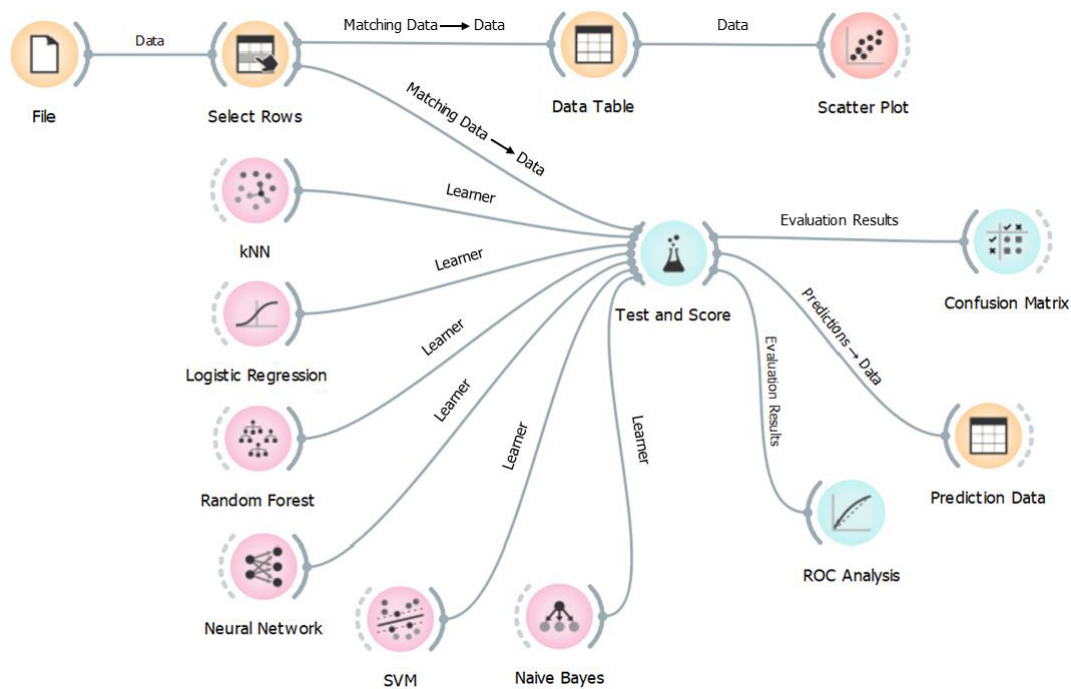 Data
Matching Data → Data
Data
File
Select Rows
Data Table
Scatter Plot
Matching Data → Data
kNN
Learner
Logistic Regression
Learner
Random Forest
Learner
Neural Network
Learner
SVM
Learner
Naive Bayes
Learner
Test and Score
Evaluation Results
Confusion Matrix
Predictions → Data
Prediction Data
Evaluation Results
ROC Analysis